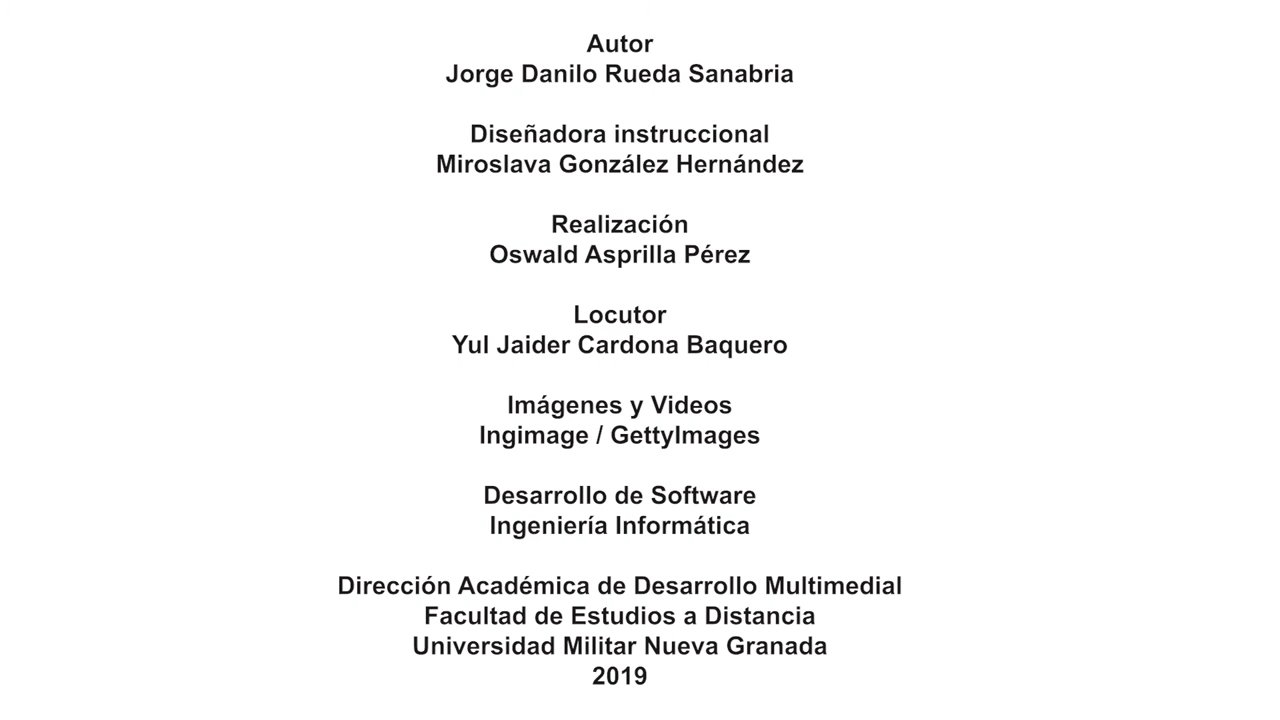 Autor
Jorge Danilo Rueda Sanabria
Diseñadora instruccional
Miroslava González Hernández
Realización
Oswald Asprilla Pérez
Locutor
Yul Jaider Cardona Baquero
Imágenes y Videos
Ingimage / GettyImages
Desarrollo de Software
Ingeniería Informática
Dirección Académica de Desarrollo Multimedial
Facultad de Estudios a Distancia
Universidad Militar Nueva Granada
2019